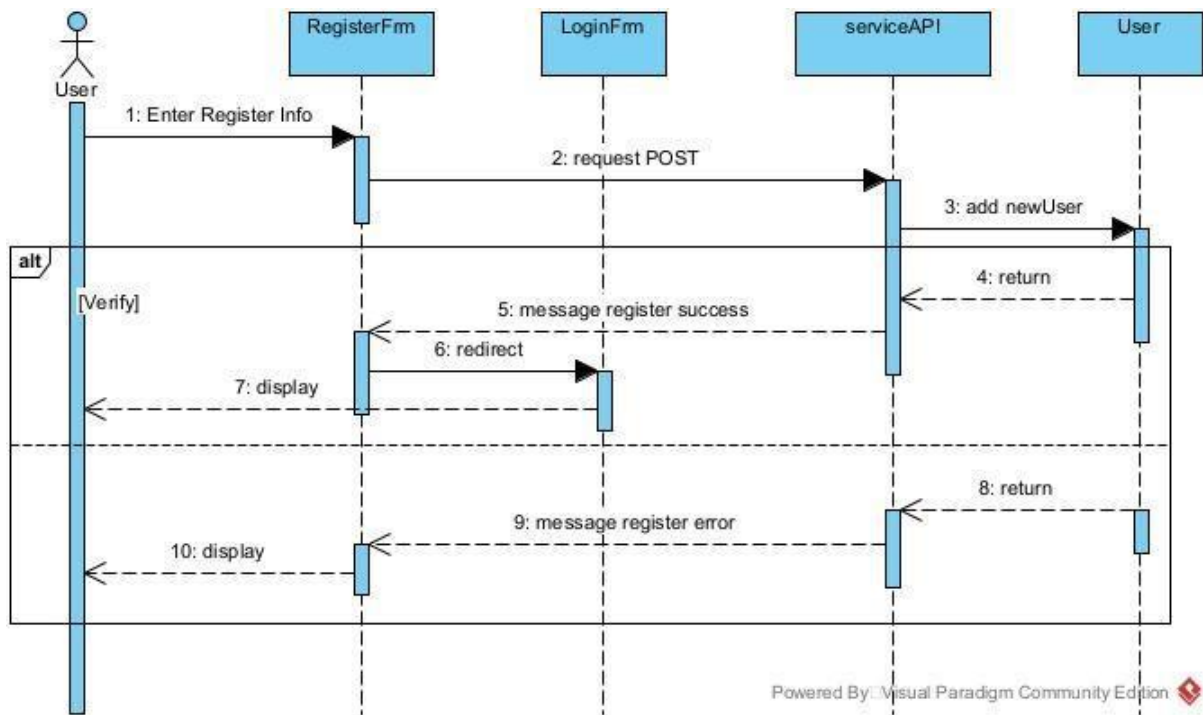 RegisterFrm
LoginFrm
serviceAPI
User
User
1: Enter Register Info
2: request POST
3: add newUser
alt
[Verify]
4: return
5: message register success
6: redirect
7: display
8: return
9: message register error
10: display
Powered By Visual Paradigm Community Edition